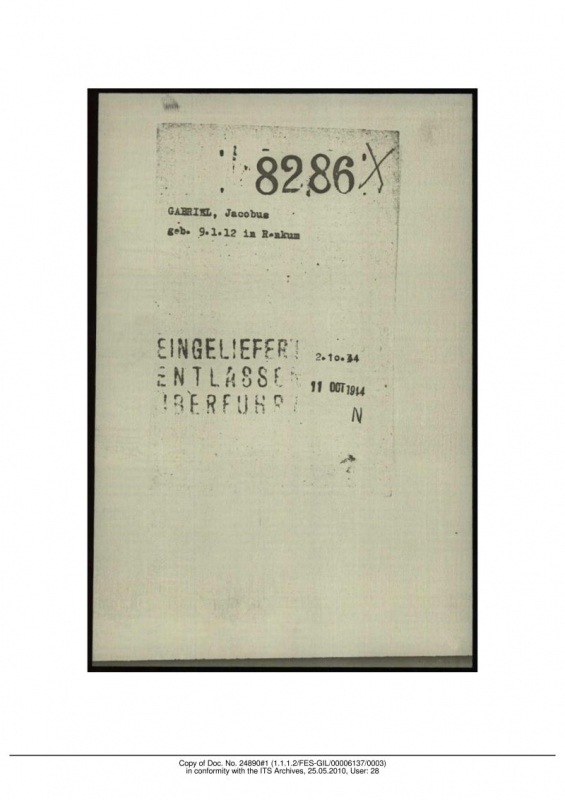 8286 X
GABRIEL, Jacobus
geb. 9.1.12 in Renkum
EINGELIEFERT 2.10.44
ENTLASSEN 11 OCT 1944
ÜBERFÜHRT
N
Copy of Doc. No. 24890#1 (1.1.1.2/FES-GIL/00006137/0003)
in conformity with the ITS Archives, 25.05.2010, User: 28